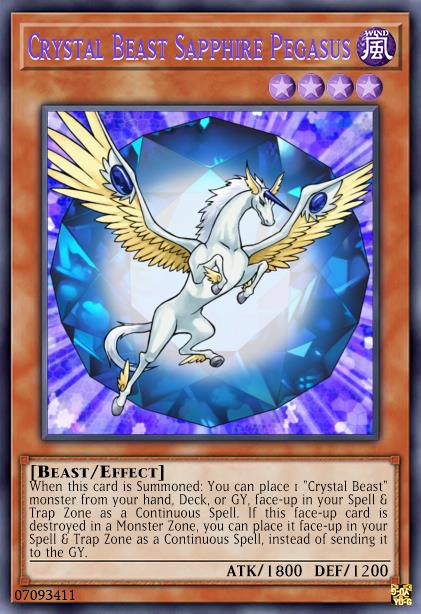 CRYSTAL BEAST SAPPHIRE PEGASUS
WIND
風
[BEAST/EFFECT]
When this card is Summoned: You can place 1 "Crystal Beast"
monster from your hand, Deck, or GY, face-up in your Spell &
Trap Zone as a Continuous Spell. If this face-up card is
destroyed in a Monster Zone, you can place it face-up in your
Spell & Trap Zone as a Continuous Spell, instead of sending it
to the GY.
ATK/1800 DEF/1200
07093411